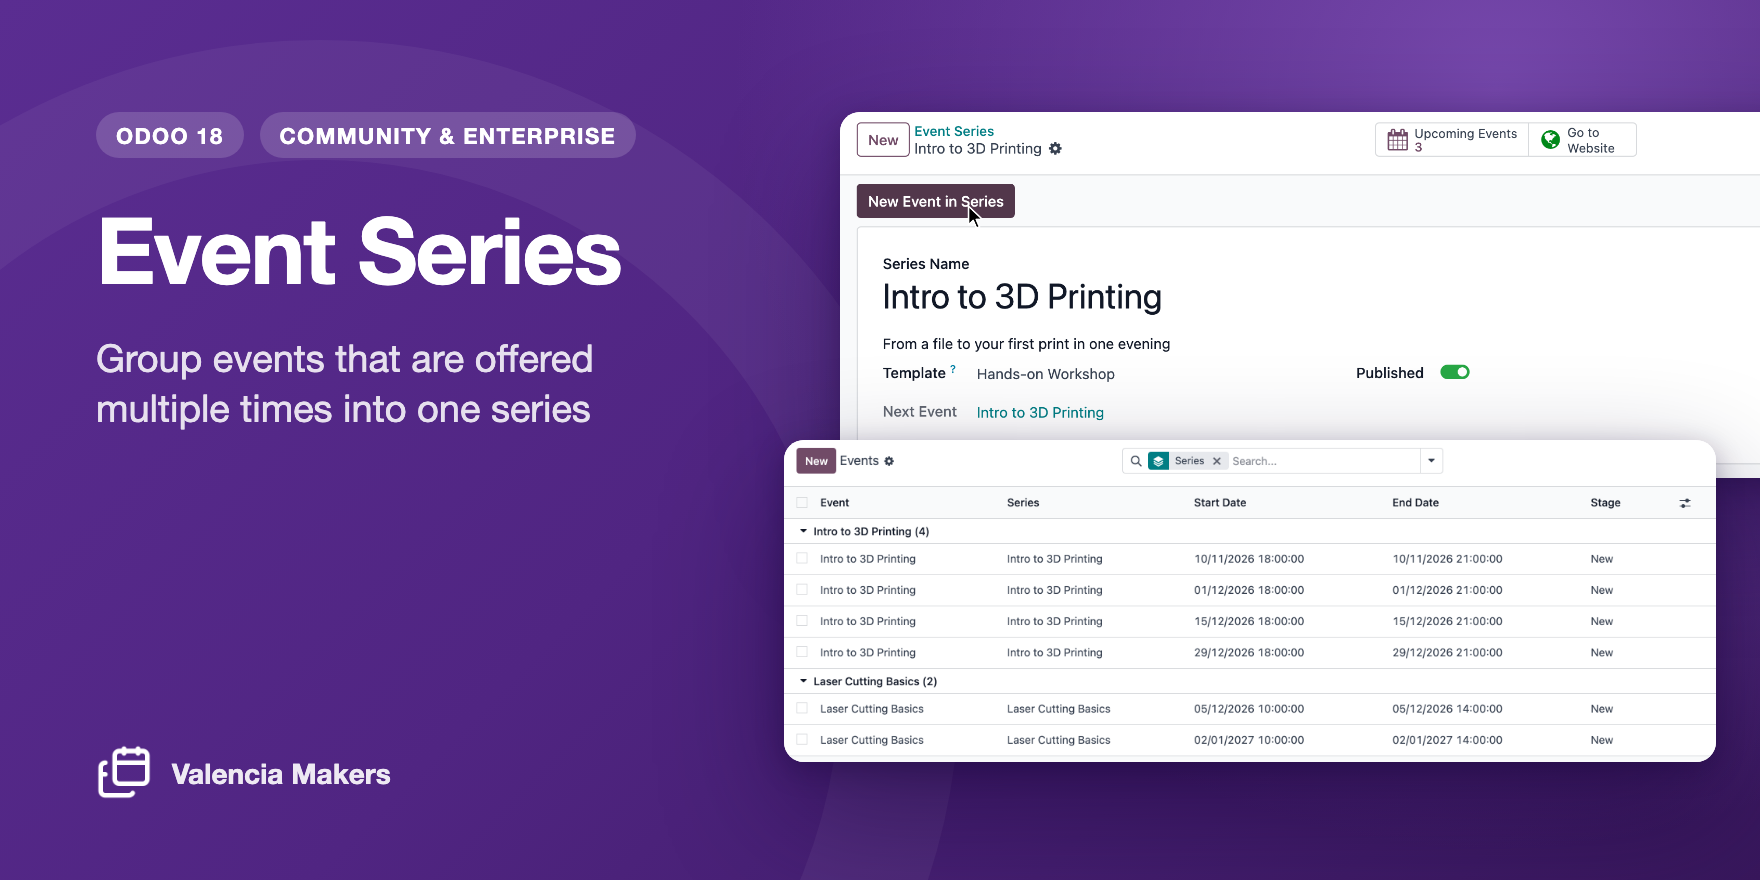 ODOO 18
COMMUNITY & ENTERPRISE
Event Series
Group events that are offered
multiple times into one series
Valencia Makers
New
Event Series
Intro to 3D Printing
Upcoming Events
3
Go to
Website
New Event in Series
Series Name
Intro to 3D Printing
From a file to your first print in one evening
Template ? Hands-on Workshop
Published
Next Event Intro to 3D Printing
New Events Series Search...
Event Series Start Date End Date Stage
Intro to 3D Printing (4)
Intro to 3D Printing Intro to 3D Printing 10/11/2026 18:00:00 10/11/2026 21:00:00 New
Intro to 3D Printing Intro to 3D Printing 01/12/2026 18:00:00 01/12/2026 21:00:00 New
Intro to 3D Printing Intro to 3D Printing 15/12/2026 18:00:00 15/12/2026 21:00:00 New
Intro to 3D Printing Intro to 3D Printing 29/12/2026 18:00:00 29/12/2026 21:00:00 New
Laser Cutting Basics (2)
Laser Cutting Basics Laser Cutting Basics 05/12/2026 10:00:00 05/12/2026 14:00:00 New
Laser Cutting Basics Laser Cutting Basics 02/01/2027 10:00:00 02/01/2027 14:00:00 New